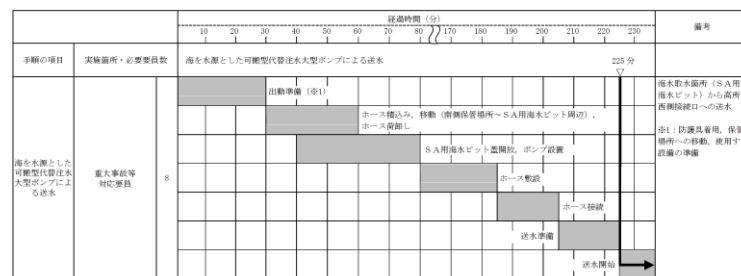 経過時間（分）
備考
10 20 30 40 50 60 70 80 170 180 190 200 210 220 230
手順の項目
実施箇所・必要要員数
海を水源とした可搬型代替注水大型ポンプによる送水
225 分
▽
出動準備（※1）
ホース積込み，移動（南側保管場所～ＳＡ用海水ピット周辺），
ホース荷卸し
ＳＡ用海水ピット蓋開放，ポンプ設置
ホース敷設
ホース接続
送水準備
送水開始
海を水源とした
可搬型代替注水
大型ポンプによ
る送水
重大事故等
対応要員
8
海水取水箇所（ＳＡ用
海水ピット）から高所
西側接続口への送水
※1：防護具着用，保管
場所への移動，使用す
設備の準備